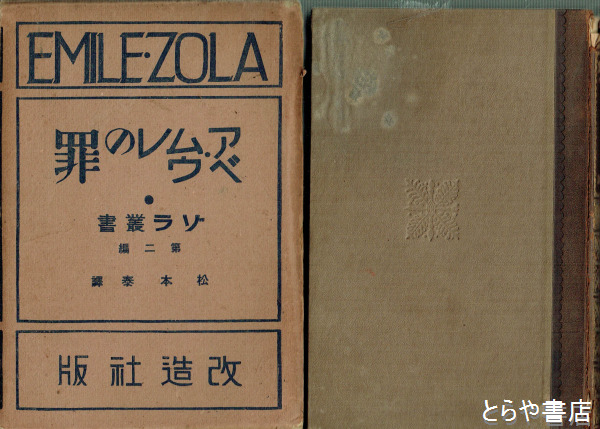 EMILE・ZOLA
アベ・ムウレの罪
ゾラ叢書
第二編
松本泰譯
改造社版
とらや書店